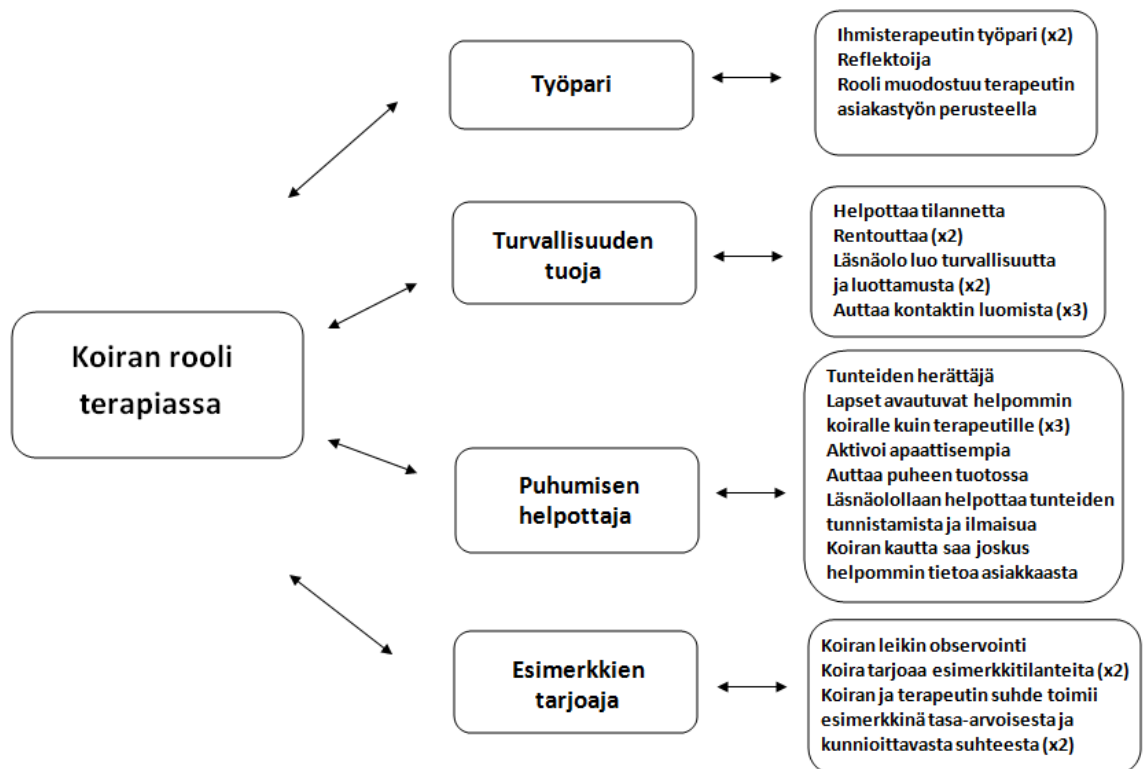 Koiran rooli
terapiassa
Työpari
Ihmisterapeutin työpari (x2)
Reflektoija
Rooli muodostuu terapeutin
asiakastyön perusteella
Turvallisuuden
tuoja
Helpottaa tilannetta
Rentouttaa (x2)
Läsnäolo luo turvallisuutta
ja luottamusta (x2)
Auttaa kontaktin luomista (x3)
Puhumisen
helpottaja
Tunteiden herättäjä
Lapset avautuvat helpommin
koiralle kuin terapeutille (x3)
Aktivoi apaattisempia
Auttaa puheen tuotossa
Läsnäolollaan helpottaa tunteiden
tunnistamista ja ilmaisua
Koiran kautta saa joskus
helpommin tietoa asiakkaasta
Esimerkkien
tarjoaja
Koiran leikin observointi
Koira tarjoaa esimerkkitilanteita (x2)
Koiran ja terapeutin suhde toimii
esimerkkinä tasa-arvoisesta ja
kunnioittavasta suhteesta (x2)